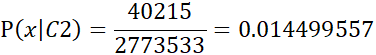 P(x|C2) = 40215 / 2773533 = 0.014499557